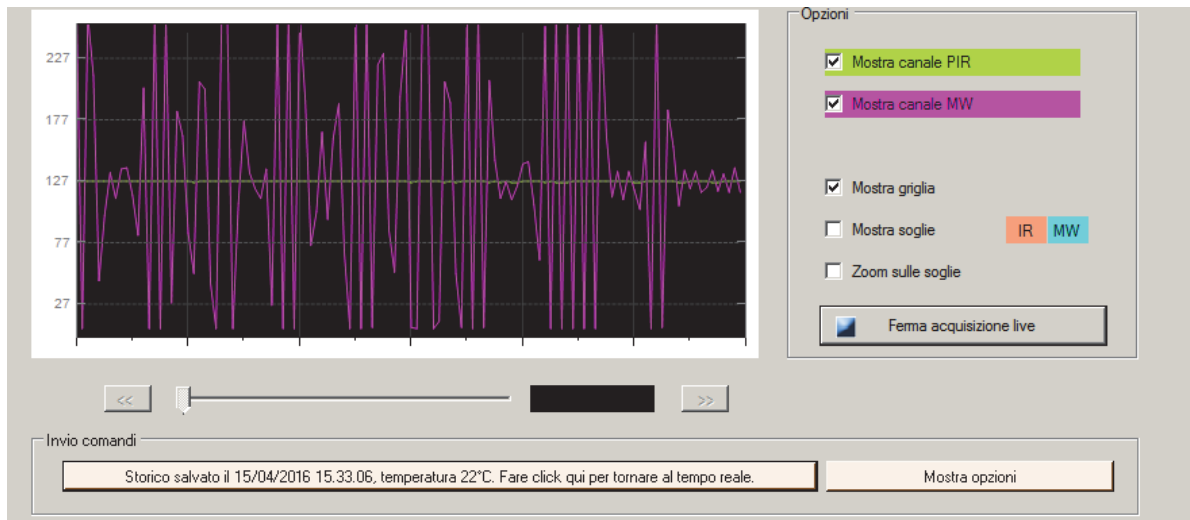 Opzioni
227
177
127
77
27
Mostra canale PIR
Mostra canale MW
Mostra griglia
Mostra soglie IR MW
Zoom sulle soglie
Ferma acquisizione live
<< >>
Invio comandi
Storico salvato il 15/04/2016 15.33.06, temperatura 22°C. Fare click qui per tornare al tempo reale.
Mostra opzioni